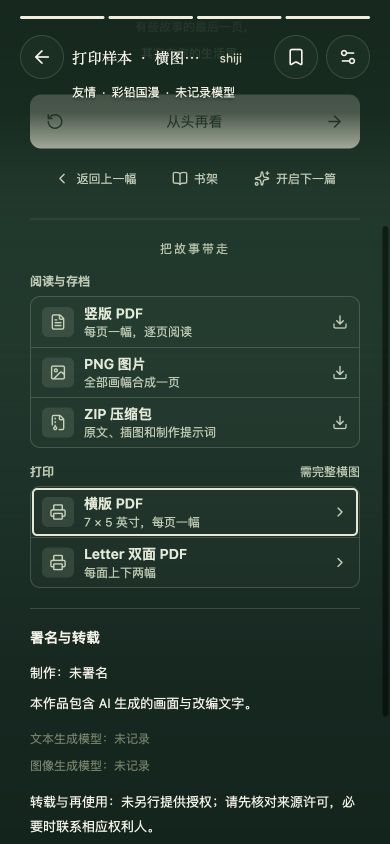 有些故事的最后一页，
打印样本 · 横图… shiji
友情 · 彩铅国漫 · 未记录模型
从头再看
返回上一幅
书架
开启下一篇
把故事带走
阅读与存档
竖版 PDF
每页一幅，逐页阅读
PNG 图片
全部画幅合成一页
ZIP 压缩包
原文、插图和制作提示词
打印
需完整横图
横版 PDF
7 × 5 英寸，每页一幅
Letter 双面 PDF
每面上下两幅
署名与转载
制作：未署名
本作品包含 AI 生成的画面与改编文字。
文本生成模型：未记录
图像生成模型：未记录
转载与再使用：未另行提供授权；请先核对来源许可，必
要时联系相应权利人。